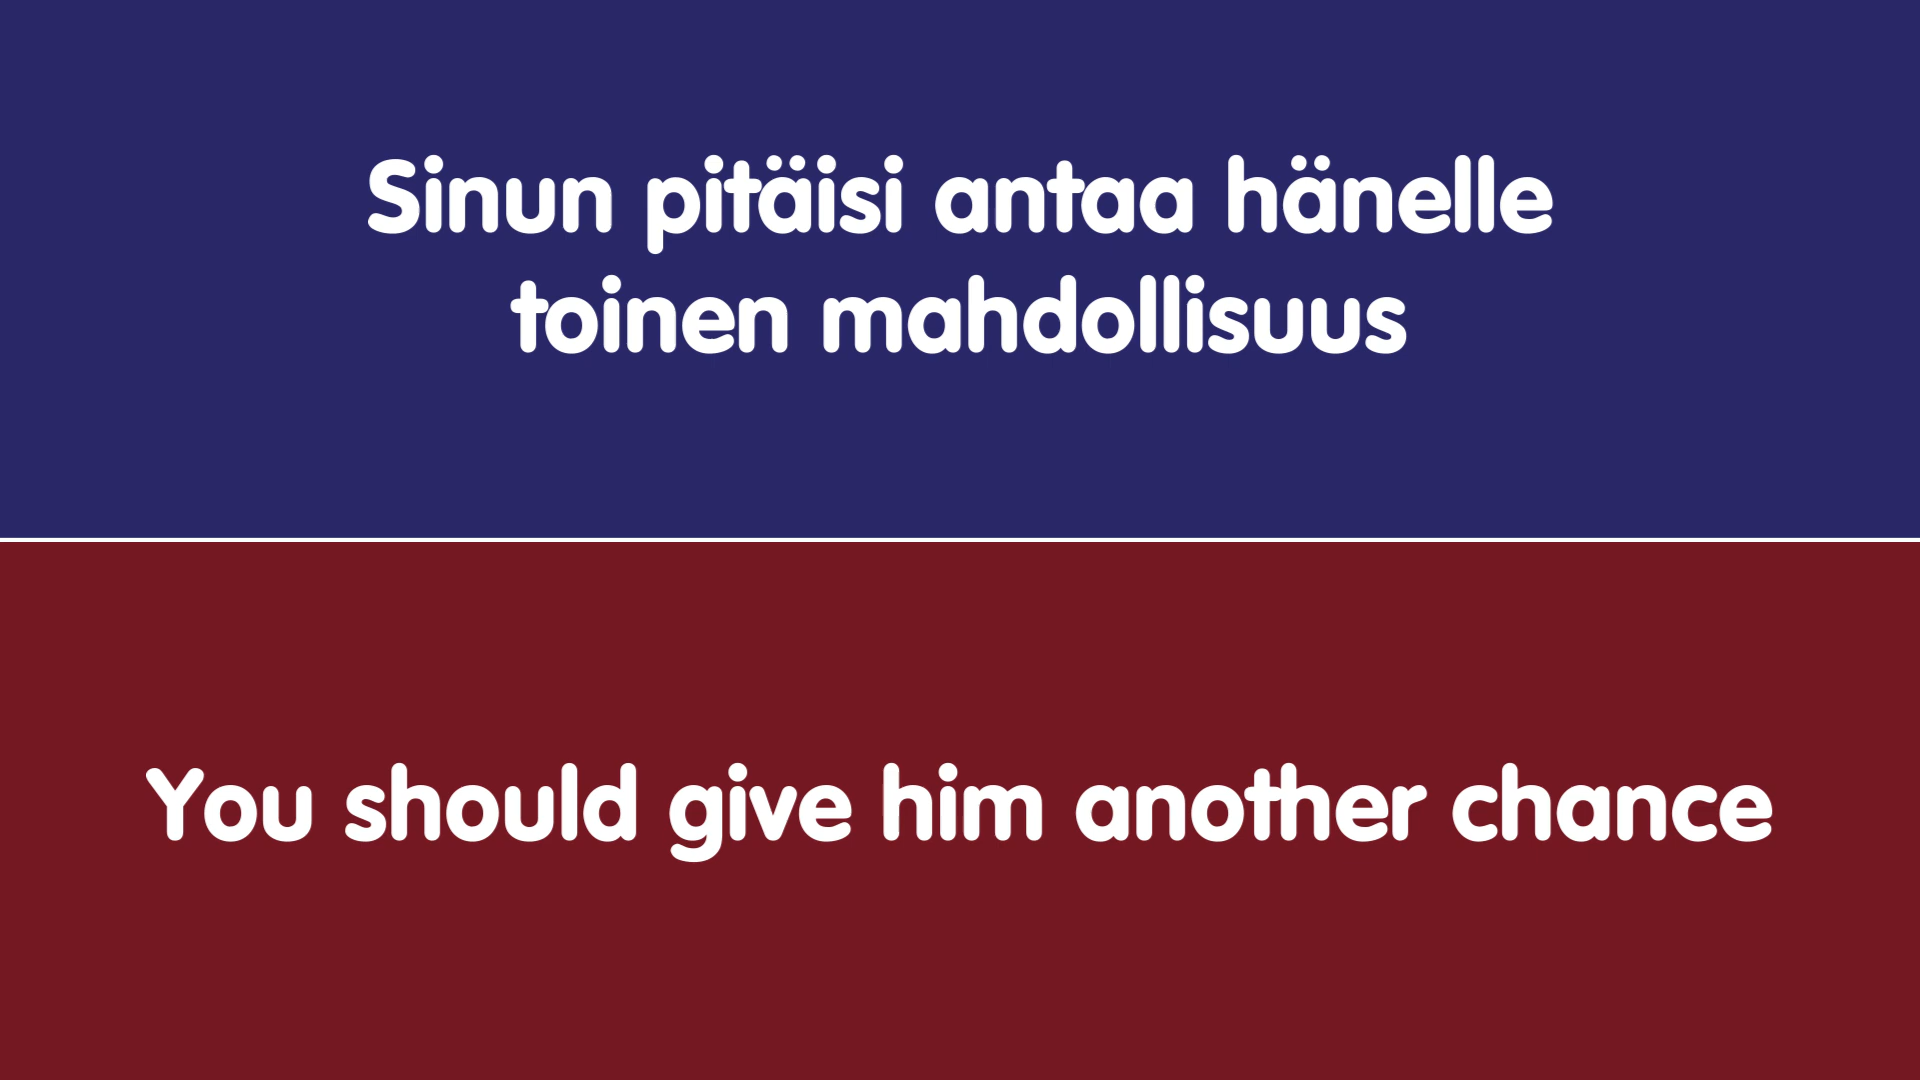 Sinun pitäisi antaa hänelle
toinen mahdollisuus
You should give him another chance